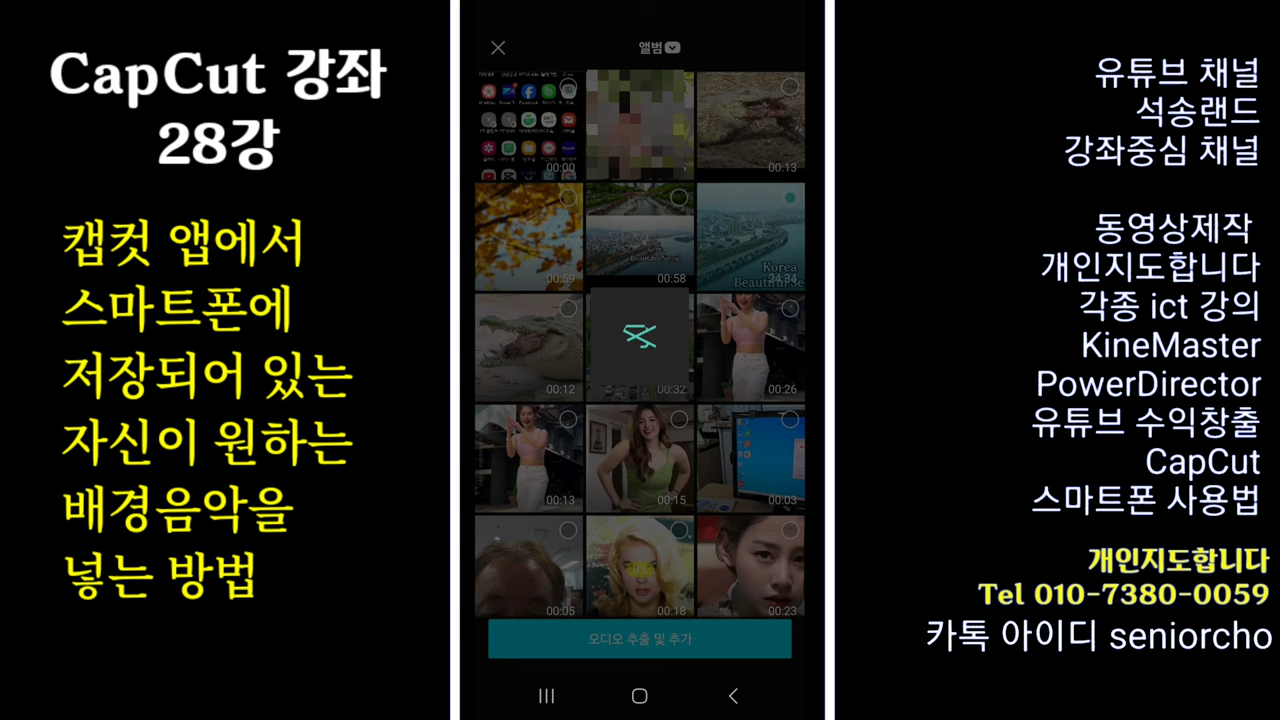 CapCut 강좌
28강
캡컷 앱에서
스마트폰에
저장되어 있는
자신이 원하는
배경음악을
넣는 방법
앨범
00:00
00:13
00:59
00:58
Korea
24:34
00:12
00:32
00:26
00:13
00:15
00:03
00:05
00:18
00:23
오디오 추출 및 추가
유튜브 채널
석송랜드
강좌중심 채널
동영상제작
개인지도합니다
각종 ict 강의
KineMaster
PowerDirector
유튜브 수익창출
CapCut
스마트폰 사용법
개인지도합니다
Tel 010-7380-0059
카톡 아이디 seniorcho